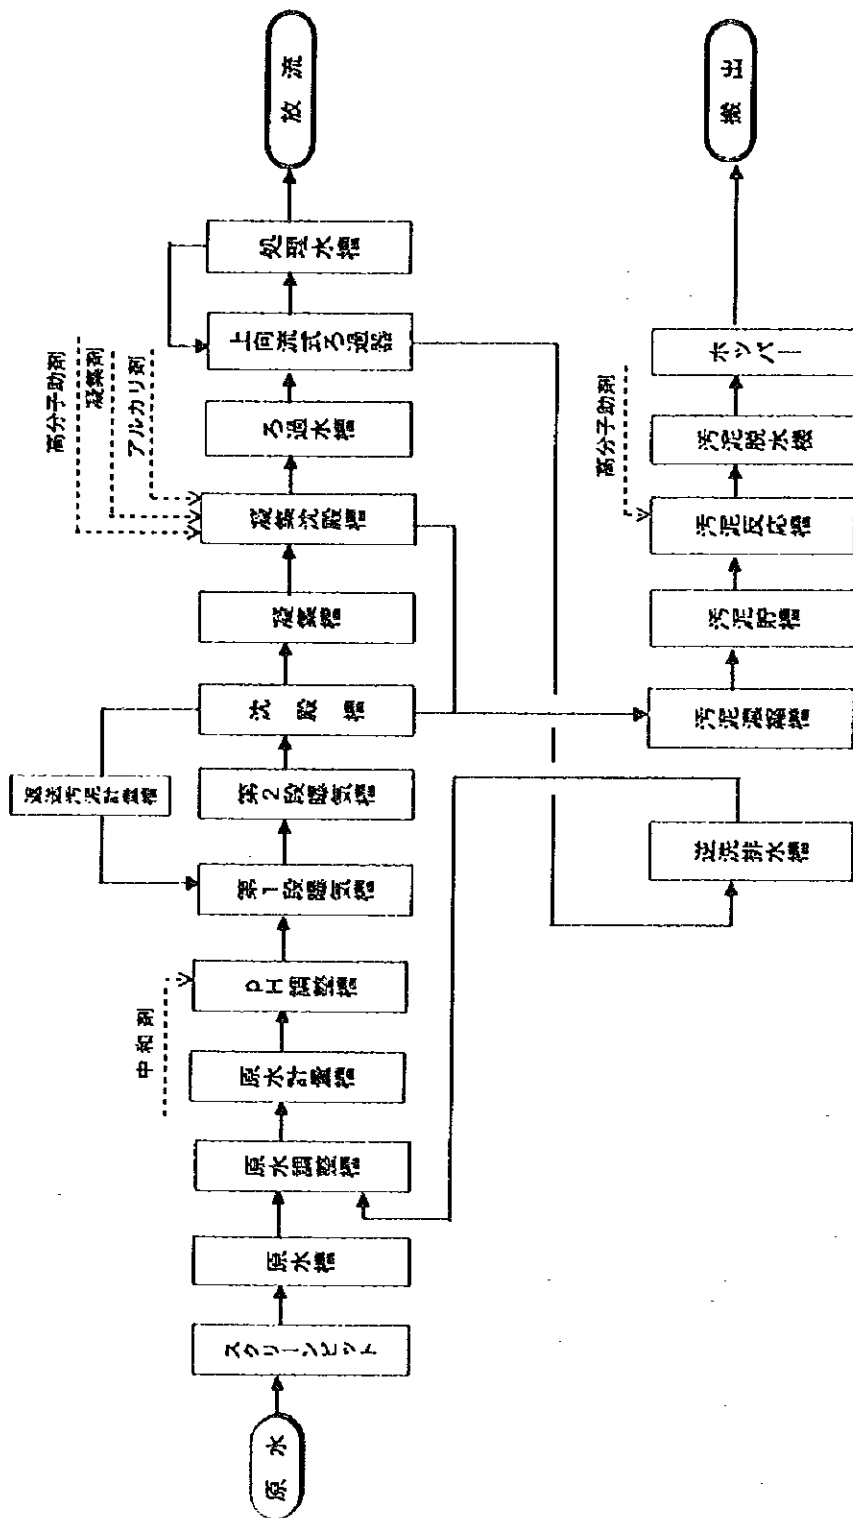 原水
スクリーンピット
原水槽
原水調整槽
原水計量槽
中和剤
PH調整槽
第1段曝気槽
第2段曝気槽
返送汚泥計量槽
沈殿槽
凝集槽
高分子助剤
凝集剤
アルカリ剤
凝集沈殿槽
ろ過水槽
上向流式ろ過器
処理水槽
放流
逆洗排水槽
汚泥濃縮槽
汚泥貯槽
高分子助剤
汚泥反応槽
汚泥脱水機
ホッパー
搬出